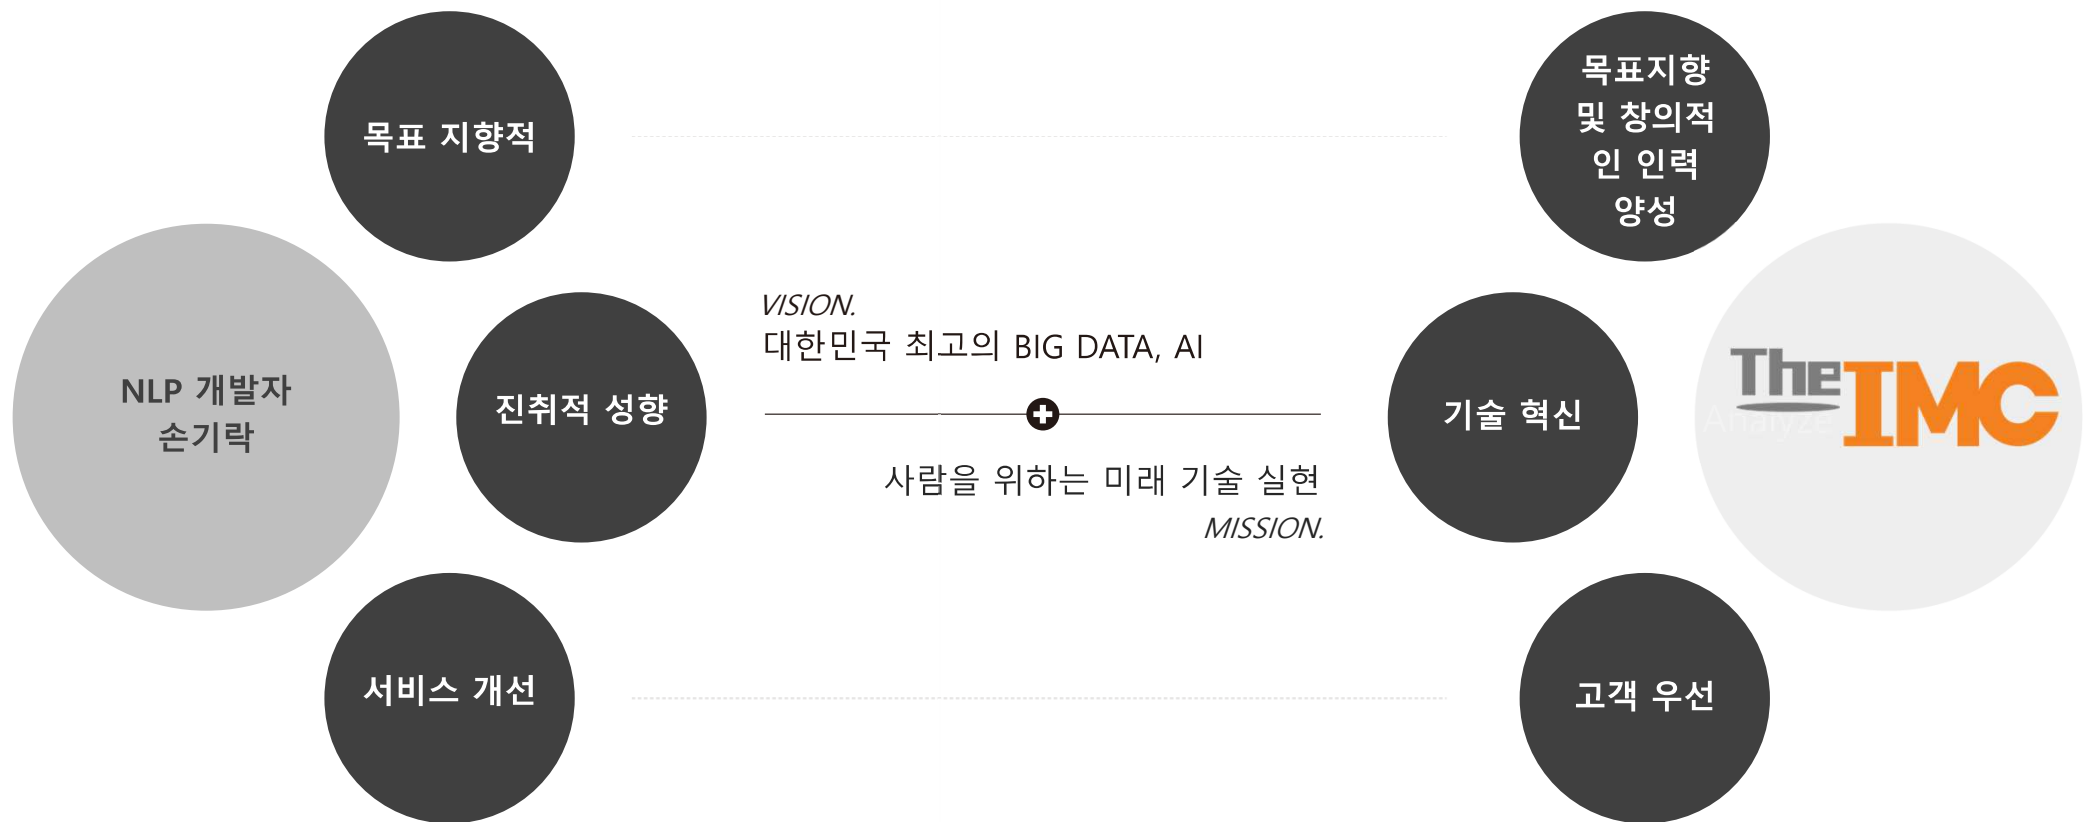 목표 지향적
목표지향
및 창의적
인 인력
양성
NLP 개발자
손기락
진취적 성향
VISION.
대한민국 최고의 BIG DATA, AI
사람을 위하는 미래 기술 실현
MISSION.
기술 혁신
The IMC
Analyze
서비스 개선
고객 우선